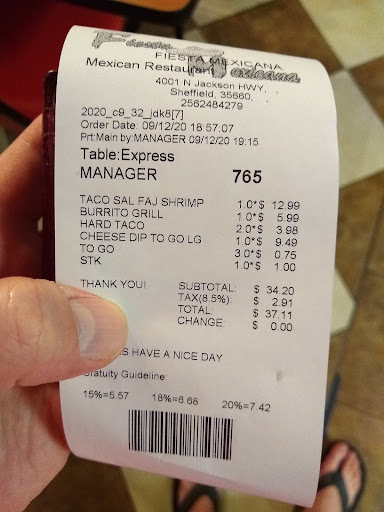 Fiesta Mexicana
FIESTA MEXICANA
Mexican Restaurant
4001 N Jackson HWY,
Sheffield, 35660,
2562484279
2020_c9_32_jdk8[7]
Order Date: 09/12/20 18:57:07
Prt:Main by:MANAGER 09/12/20 19:15
Table:Express
MANAGER 765
TACO SAL FAJ SHRIMP 1.0*$ 12.99
BURRITO GRILL 1.0*$ 5.99
HARD TACO 2.0*$ 3.98
CHEESE DIP TO GO LG 1.0*$ 9.49
TO GO 3.0*$ 0.75
STK 1.0*$ 1.00
THANK YOU! SUBTOTAL: $ 34.20
TAX(8.5%): $ 2.91
TOTAL: $ 37.11
CHANGE: $ 0.00
S HAVE A NICE DAY
Gratuity Guideline:
15%=5.57 18%=6.68 20%=7.42